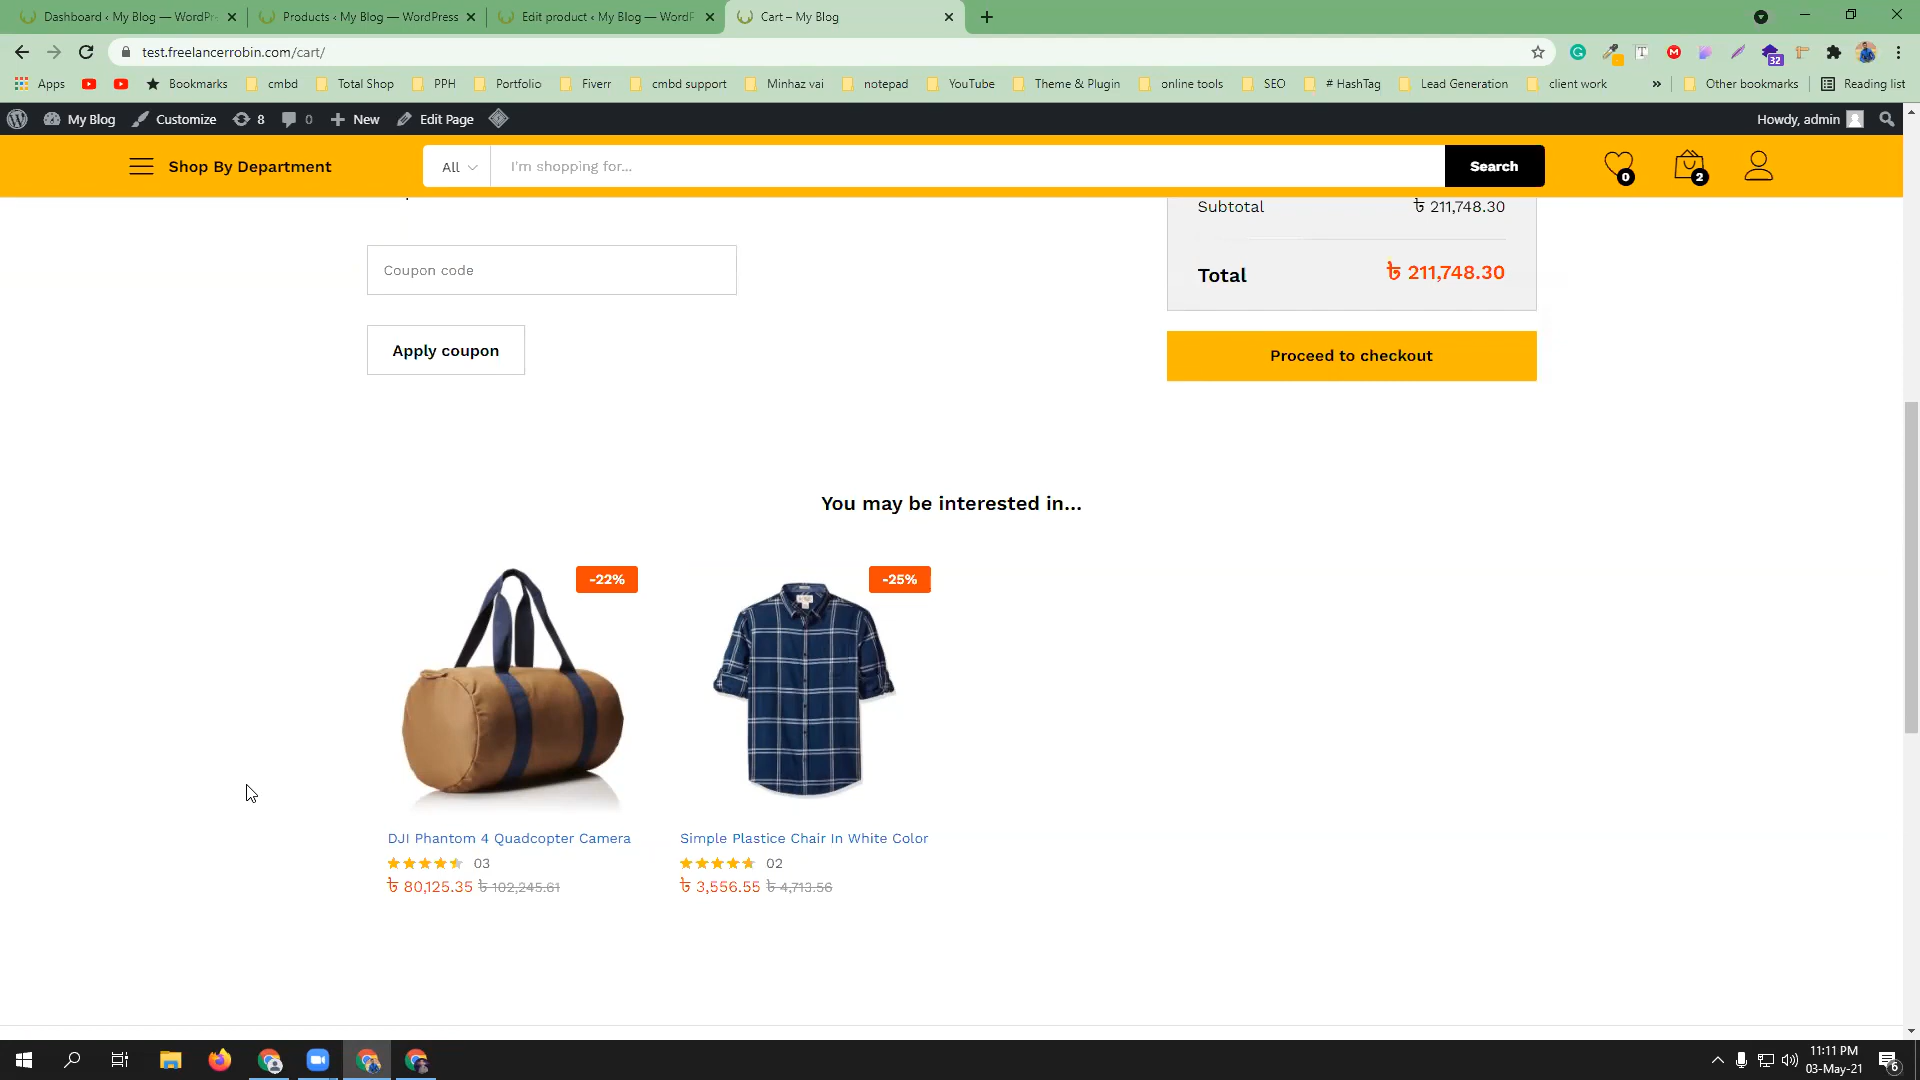 Dashboard ‹ My Blog — WordPr
Products ‹ My Blog — WordPress
Edit product ‹ My Blog — WordF
Cart – My Blog
test.freelancerrobin.com/cart/
32
Apps
Bookmarks
cmbd
Total Shop
PPH
Portfolio
Fiverr
cmbd support
Minhaz vai
notepad
YouTube
Theme & Plugin
online tools
SEO
# HashTag
Lead Generation
client work
»
Other bookmarks
Reading list
My Blog
Customize
8
0
New
Edit Page
Howdy, admin
Shop By Department
All
I'm shopping for...
Search
0
2
Subtotal
৳ 211,748.30
Coupon code
Total
৳ 211,748.30
Apply coupon
Proceed to checkout
You may be interested in...
-22%
-25%
DJI Phantom 4 Quadcopter Camera
Simple Plastice Chair In White Color
03
02
৳ 80,125.35 ৳ 102,245.61
৳ 3,556.55 ৳ 4,713.56
11:11 PM
03-May-21
6